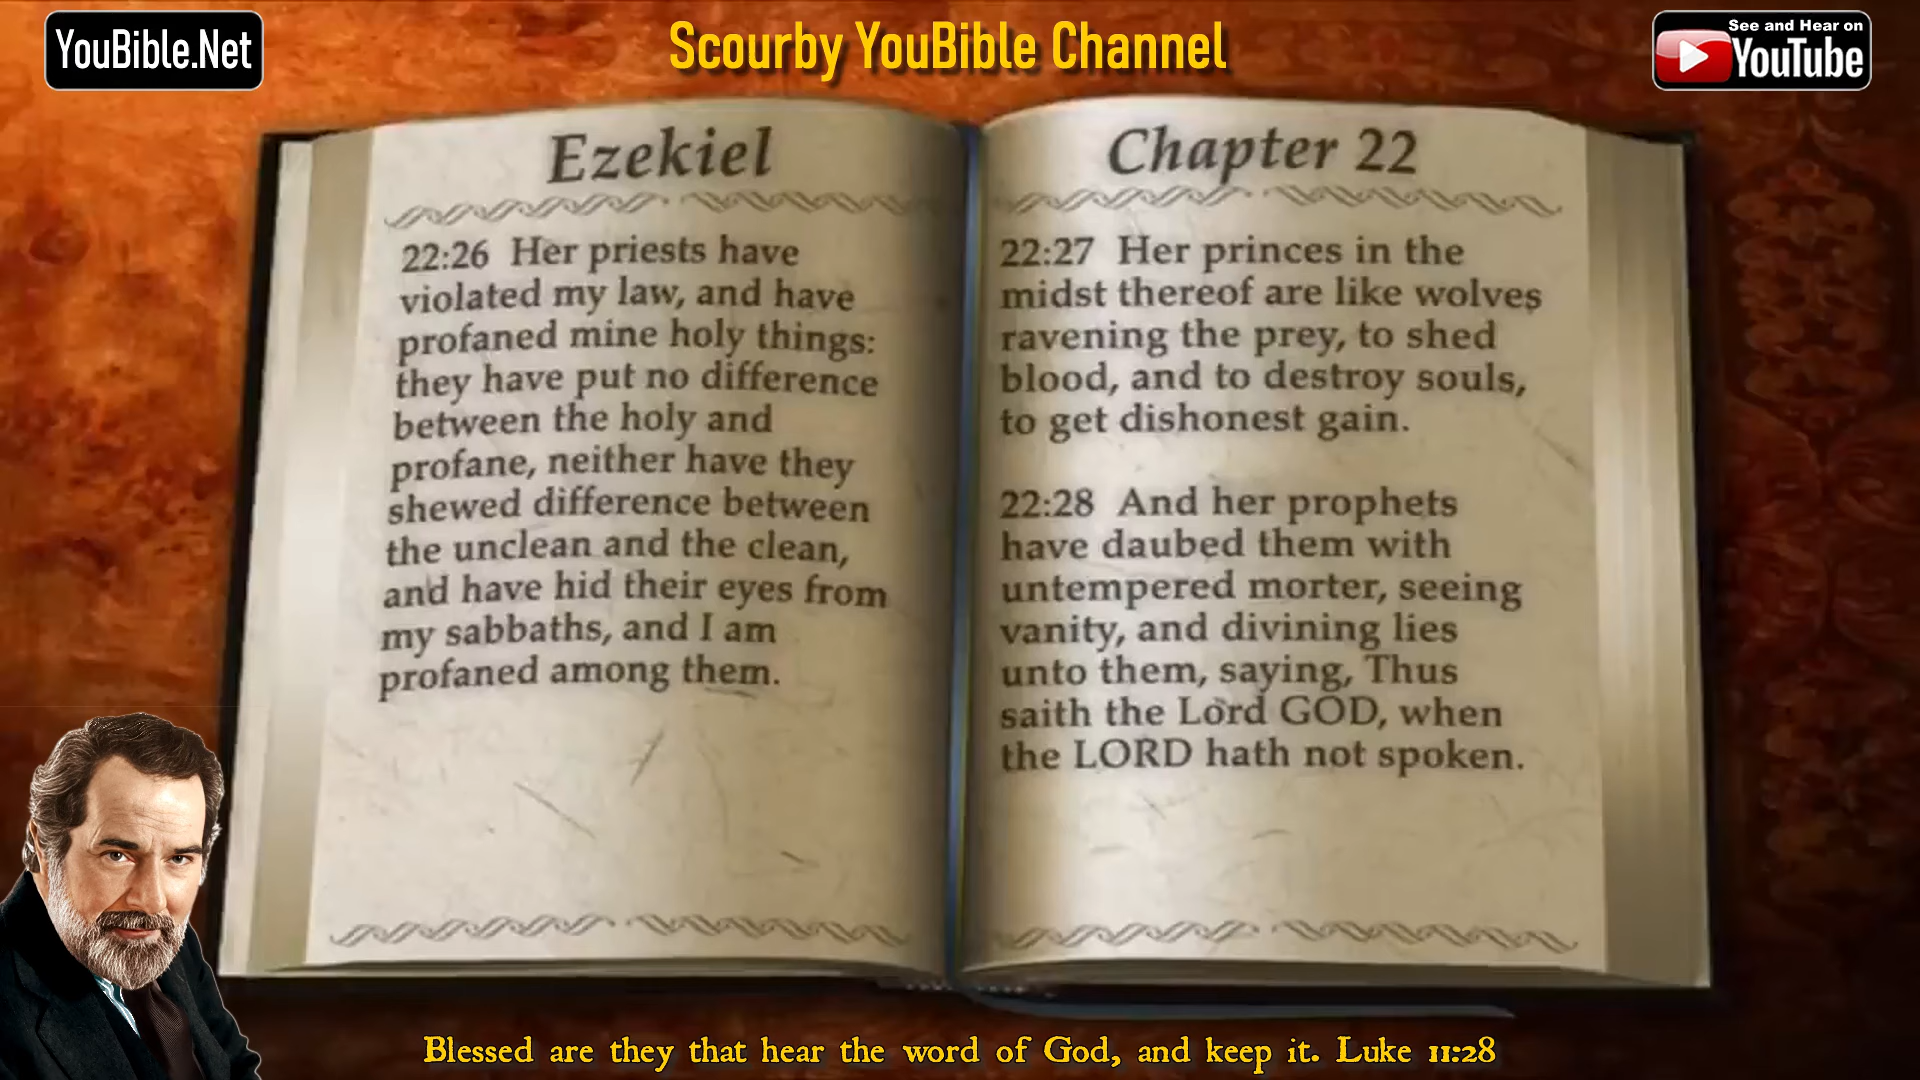 YouBible.Net
Scourby YouBible Channel
See and Hear on
YouTube
Ezekiel
22:26 Her priests have
violated my law, and have
profaned mine holy things:
they have put no difference
between the holy and
profane, neither have they
shewed difference between
the unclean and the clean,
and have hid their eyes from
my sabbaths, and I am
profaned among them.
Chapter 22
22:27 Her princes in the
midst thereof are like wolves
ravening the prey, to shed
blood, and to destroy souls,
to get dishonest gain.
22:28 And her prophets
have daubed them with
untempered morter, seeing
vanity, and divining lies
unto them, saying, Thus
saith the Lord GOD, when
the LORD hath not spoken.
Blessed are they that hear the word of God, and keep it. Luke 11:28